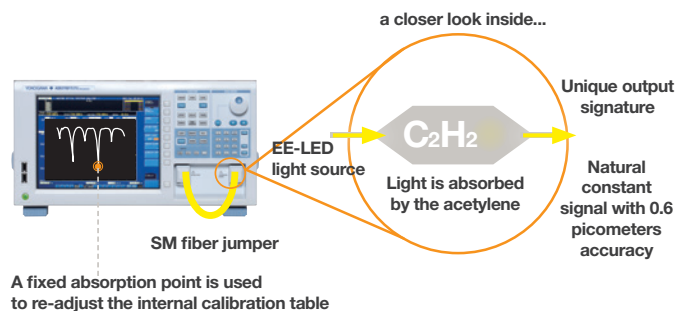 a closer look inside...
YOKOGAWA
Unique output
signature
C2H2
EE-LED
light source
Light is absorbed
by the acetylene
Natural
constant
signal with 0.6
picometers
accuracy
SM fiber jumper
A fixed absorption point is used
to re-adjust the internal calibration table